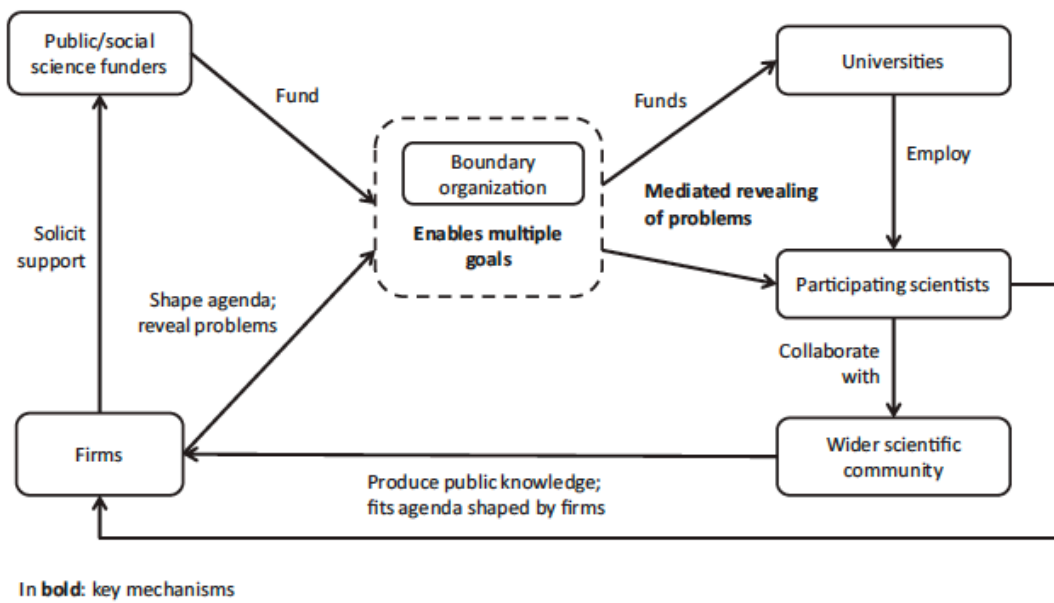 Public/social
science funders
Fund
Funds
Universities
Boundary
organization
Enables multiple
goals
Employ
Mediated revealing
of problems
Solicit
support
Shape agenda;
reveal problems
Participating scientists
Collaborate
with
Firms
Wider scientific
community
Produce public knowledge;
fits agenda shaped by firms
In bold: key mechanisms